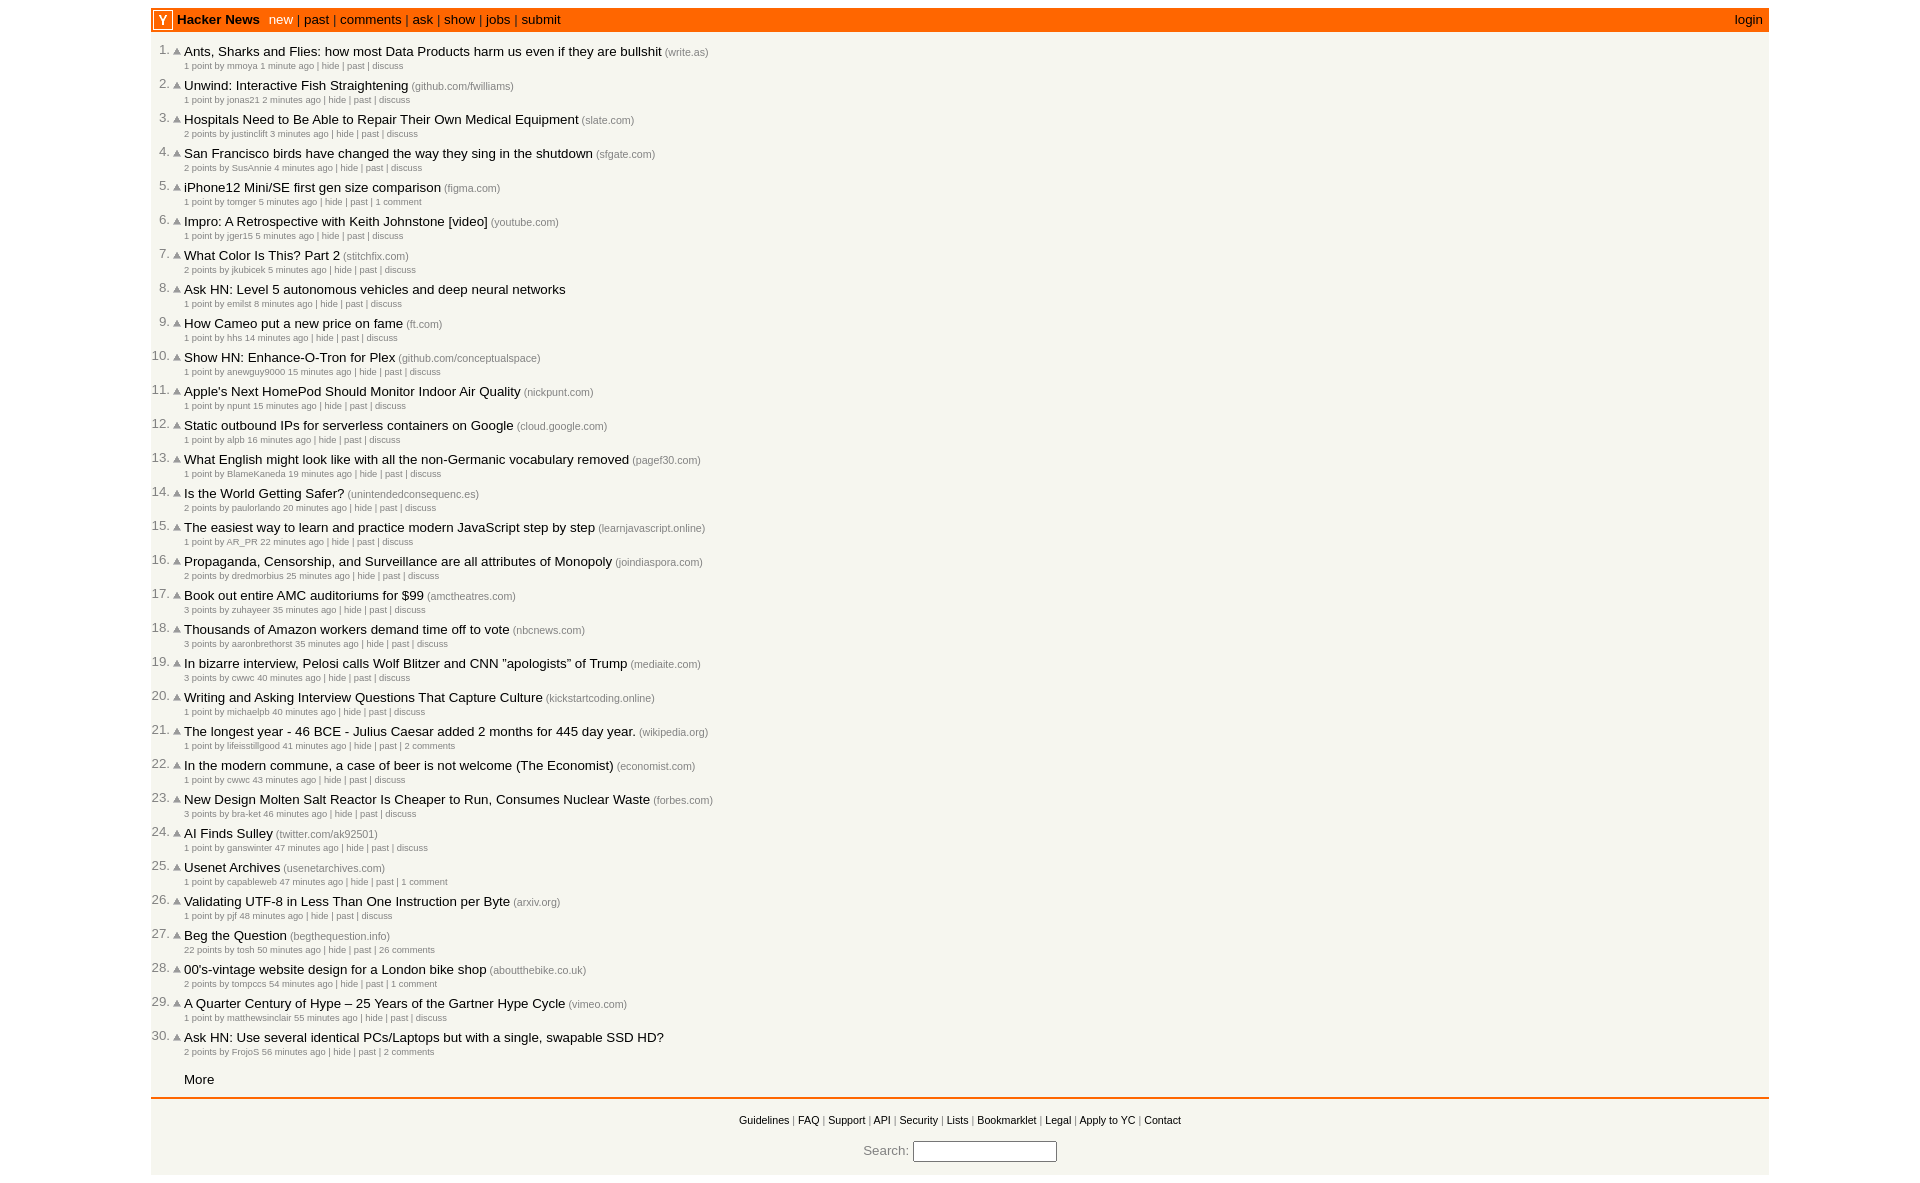 Y Hacker News new | past | comments | ask | show | jobs | submit login
1. Ants, Sharks and Flies: how most Data Products harm us even if they are bullshit (write.as)
1 point by mmoya 1 minute ago | hide | past | discuss
2. Unwind: Interactive Fish Straightening (github.com/fwilliams)
1 point by jonas21 2 minutes ago | hide | past | discuss
3. Hospitals Need to Be Able to Repair Their Own Medical Equipment (slate.com)
2 points by justinclift 3 minutes ago | hide | past | discuss
4. San Francisco birds have changed the way they sing in the shutdown (sfgate.com)
2 points by SusAnnie 4 minutes ago | hide | past | discuss
5. iPhone12 Mini/SE first gen size comparison (figma.com)
1 point by tomger 5 minutes ago | hide | past | 1 comment
6. Impro: A Retrospective with Keith Johnstone [video] (youtube.com)
1 point by jger15 5 minutes ago | hide | past | discuss
7. What Color Is This? Part 2 (stitchfix.com)
2 points by jkubicek 5 minutes ago | hide | past | discuss
8. Ask HN: Level 5 autonomous vehicles and deep neural networks
1 point by emilst 8 minutes ago | hide | past | discuss
9. How Cameo put a new price on fame (ft.com)
1 point by hhs 14 minutes ago | hide | past | discuss
10. Show HN: Enhance-O-Tron for Plex (github.com/conceptualspace)
1 point by anewguy9000 15 minutes ago | hide | past | discuss
11. Apple's Next HomePod Should Monitor Indoor Air Quality (nickpunt.com)
1 point by npunt 15 minutes ago | hide | past | discuss
12. Static outbound IPs for serverless containers on Google (cloud.google.com)
1 point by alpb 16 minutes ago | hide | past | discuss
13. What English might look like with all the non-Germanic vocabulary removed (pagef30.com)
1 point by BlameKaneda 19 minutes ago | hide | past | discuss
14. Is the World Getting Safer? (unintendedconsequenc.es)
2 points by paulorlando 20 minutes ago | hide | past | discuss
15. The easiest way to learn and practice modern JavaScript step by step (learnjavascript.online)
1 point by AR_PR 22 minutes ago | hide | past | discuss
16. Propaganda, Censorship, and Surveillance are all attributes of Monopoly (joindiaspora.com)
2 points by dredmorbius 25 minutes ago | hide | past | discuss
17. Book out entire AMC auditoriums for $99 (amctheatres.com)
3 points by zuhayeer 35 minutes ago | hide | past | discuss
18. Thousands of Amazon workers demand time off to vote (nbcnews.com)
3 points by aaronbrethorst 35 minutes ago | hide | past | discuss
19. In bizarre interview, Pelosi calls Wolf Blitzer and CNN ”apologists” of Trump (mediaite.com)
3 points by cwwc 40 minutes ago | hide | past | discuss
20. Writing and Asking Interview Questions That Capture Culture (kickstartcoding.online)
1 point by michaelpb 40 minutes ago | hide | past | discuss
21. The longest year - 46 BCE - Julius Caesar added 2 months for 445 day year. (wikipedia.org)
1 point by lifeisstillgood 41 minutes ago | hide | past | 2 comments
22. In the modern commune, a case of beer is not welcome (The Economist) (economist.com)
1 point by cwwc 43 minutes ago | hide | past | discuss
23. New Design Molten Salt Reactor Is Cheaper to Run, Consumes Nuclear Waste (forbes.com)
3 points by bra-ket 46 minutes ago | hide | past | discuss
24. AI Finds Sulley (twitter.com/ak92501)
1 point by ganswinter 47 minutes ago | hide | past | discuss
25. Usenet Archives (usenetarchives.com)
1 point by capableweb 47 minutes ago | hide | past | 1 comment
26. Validating UTF-8 in Less Than One Instruction per Byte (arxiv.org)
1 point by pjf 48 minutes ago | hide | past | discuss
27. Beg the Question (begthequestion.info)
22 points by tosh 50 minutes ago | hide | past | 26 comments
28. 00's-vintage website design for a London bike shop (aboutthebike.co.uk)
2 points by tompccs 54 minutes ago | hide | past | 1 comment
29. A Quarter Century of Hype – 25 Years of the Gartner Hype Cycle (vimeo.com)
1 point by matthewsinclair 55 minutes ago | hide | past | discuss
30. Ask HN: Use several identical PCs/Laptops but with a single, swapable SSD HD?
2 points by FrojoS 56 minutes ago | hide | past | 2 comments
More
Guidelines | FAQ | Support | API | Security | Lists | Bookmarklet | Legal | Apply to YC | Contact
Search: